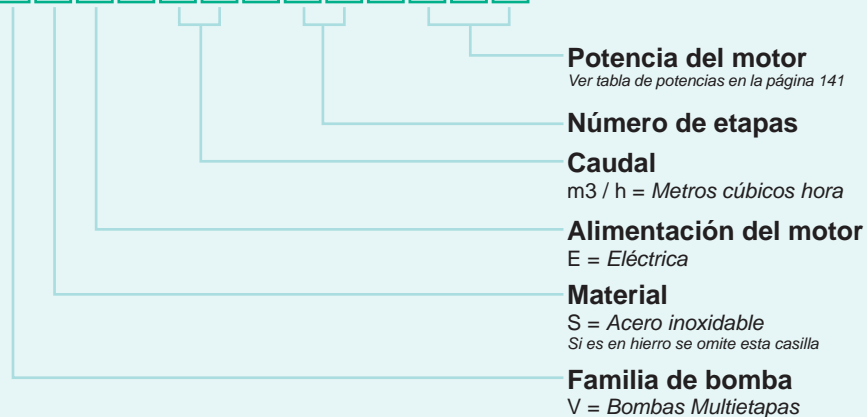 Potencia del motor
Ver tabla de potencias en la página 141
Número de etapas
Caudal
m3 / h = Metros cúbicos hora
Alimentación del motor
E = Eléctrica
Material
S = Acero inoxidable
Si es en hierro se omite esta casilla
Familia de bomba
V = Bombas Multietapas